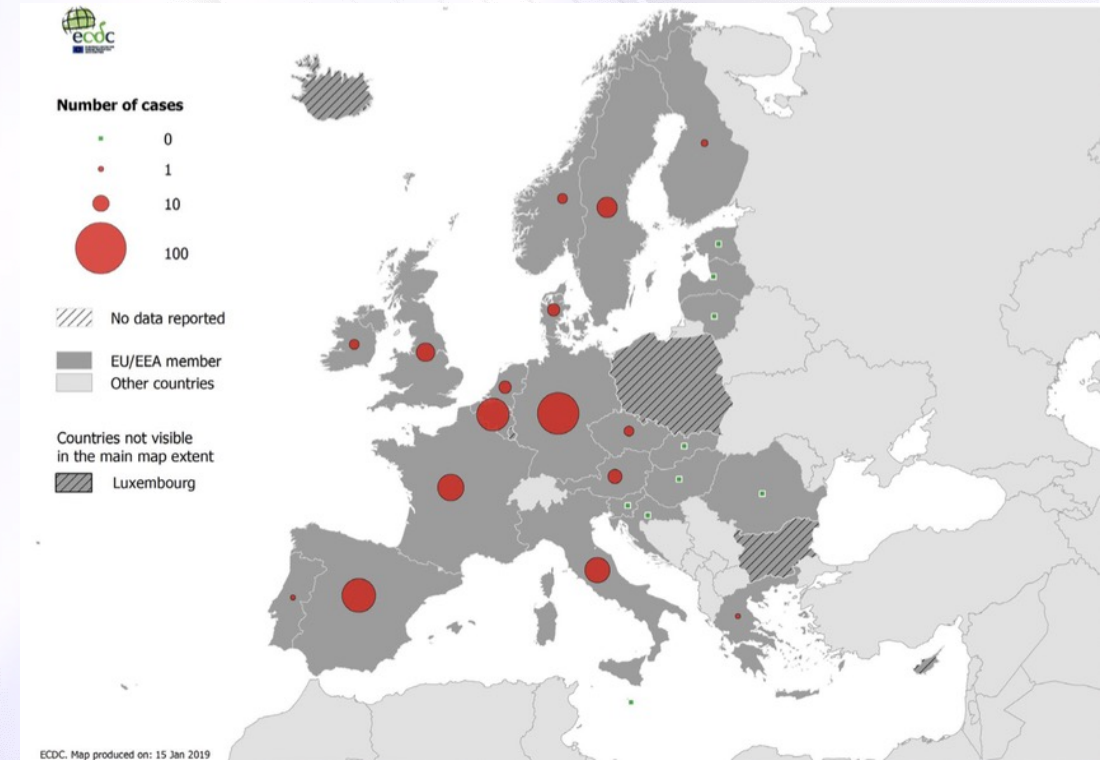 ecdc
Number of cases
0
1
10
100
No data reported
EU/EEA member
Other countries
Countries not visible
in the main map extent
Luxembourg
ECDC. Map produced on: 15 Jan 2019